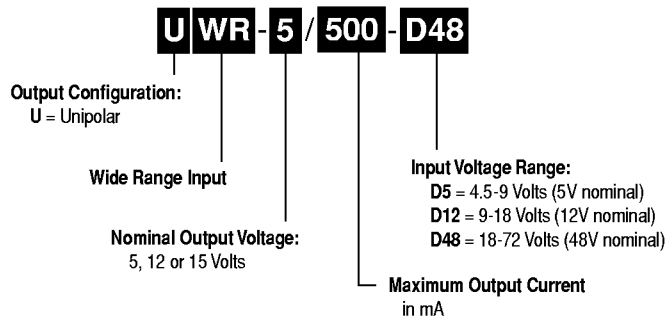 U WR - 5 / 500 - D48
Output Configuration:
U = Unipolar
Wide Range Input
Nominal Output Voltage:
5, 12 or 15 Volts
Input Voltage Range:
D5 = 4.5-9 Volts (5V nominal)
D12 = 9-18 Volts (12V nominal)
D48 = 18-72 Volts (48V nominal)
Maximum Output Current
in mA